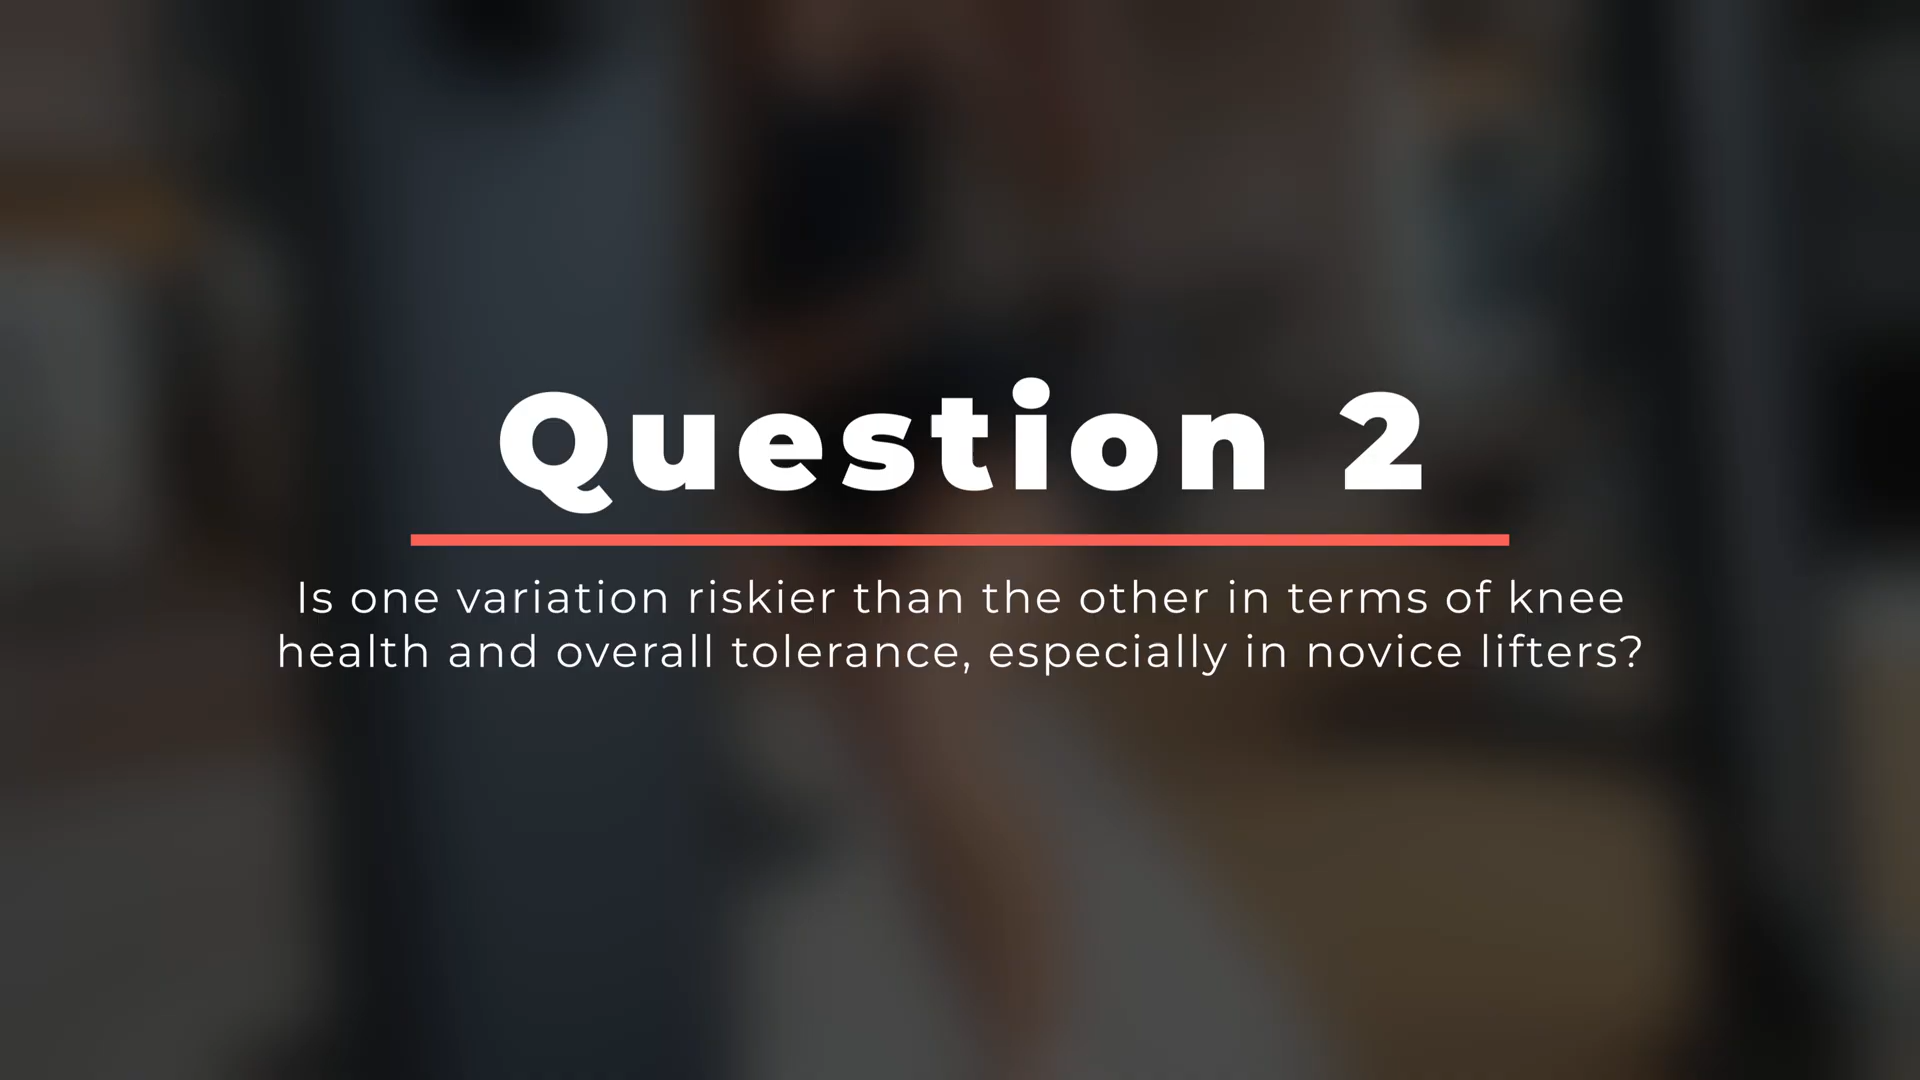 Question 2
Is one variation riskier than the other in terms of knee
health and overall tolerance, especially in novice lifters?